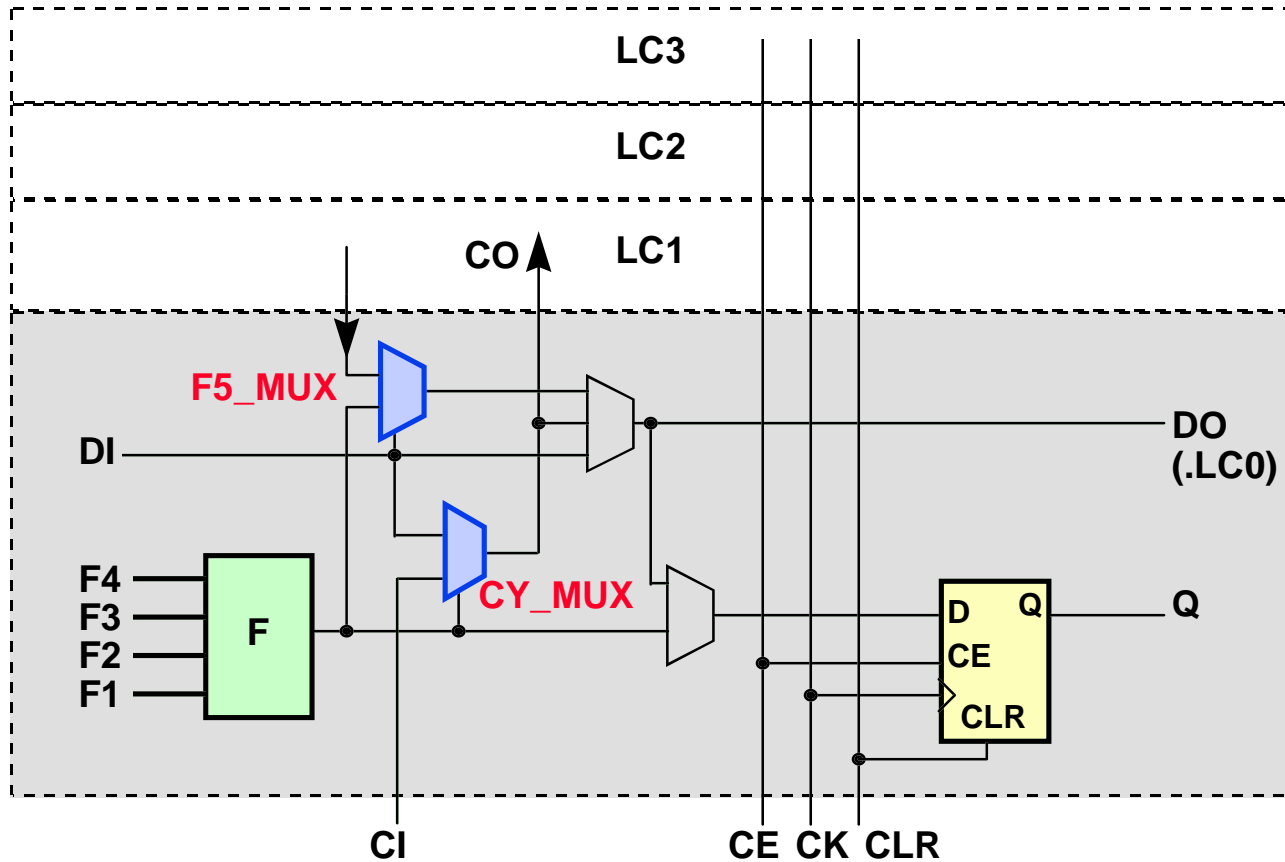 LC3
LC2
CO
LC1
F5_MUX
DI
DO
(.LC0)
F4
F3
F2
F1
F
CY_MUX
D
Q
CE
CLR
Q
CI
CE
CK
CLR